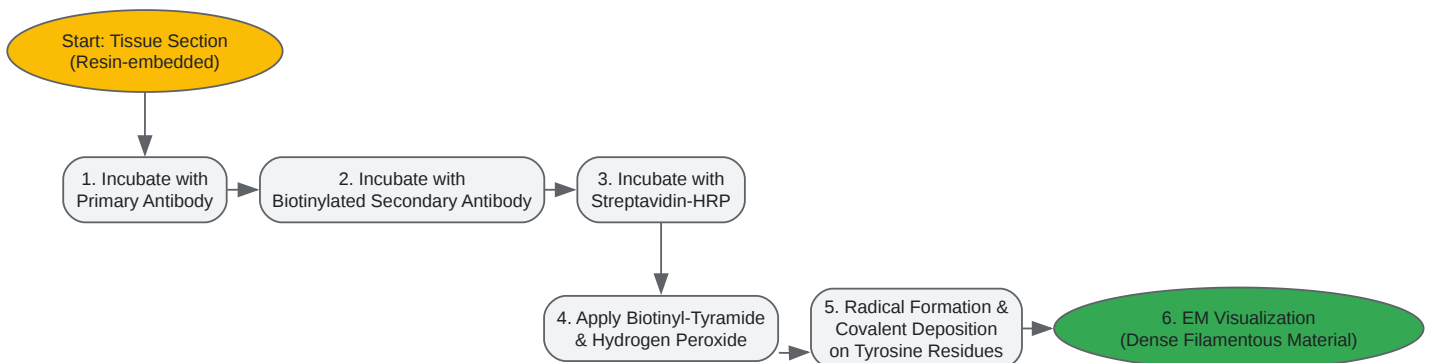 Start: Tissue Section
(Resin-embedded)
1. Incubate with
Primary Antibody
2. Incubate with
Biotinylated Secondary Antibody
3. Incubate with
Streptavidin-HRP
4. Apply Biotinyl-Tyramide
& Hydrogen Peroxide
5. Radical Formation &
Covalent Deposition
on Tyrosine Residues
6. EM Visualization
(Dense Filamentous Material)